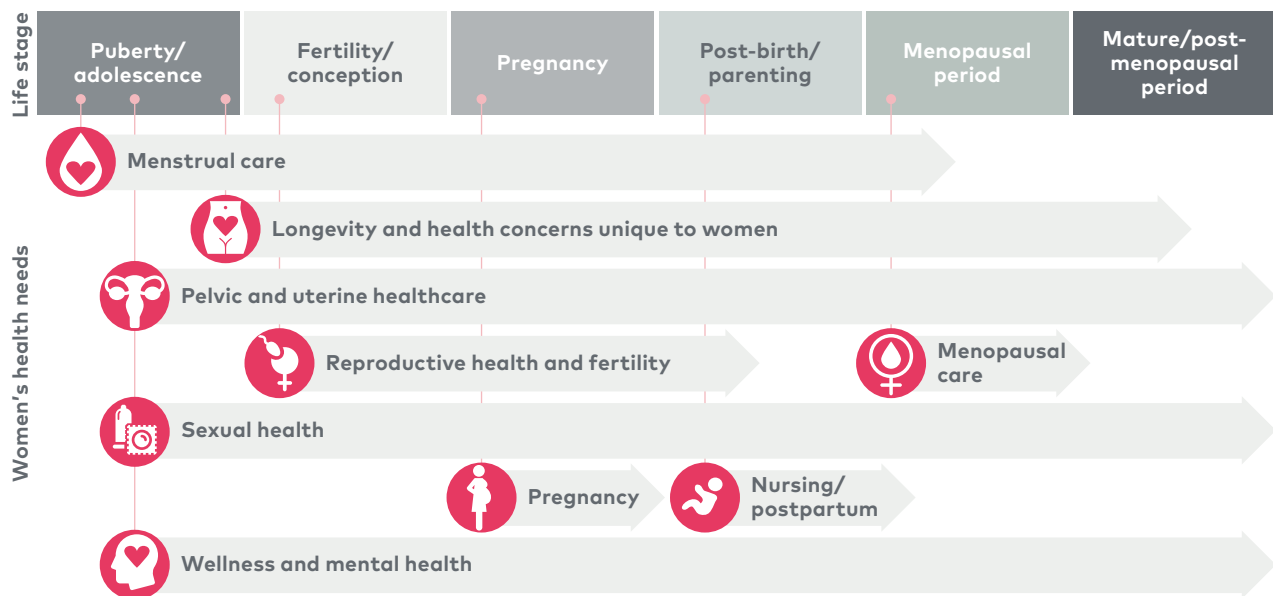 Life stage
Puberty/
adolescence
Fertility/
conception
Pregnancy
Post-birth/
parenting
Menopausal
period
Mature/post-
menopausal
period
Women's health needs
Menstrual care
Longevity and health concerns unique to women
Pelvic and uterine healthcare
Reproductive health and fertility
Menopausal
care
Sexual health
Pregnancy
Nursing/
postpartum
Wellness and mental health